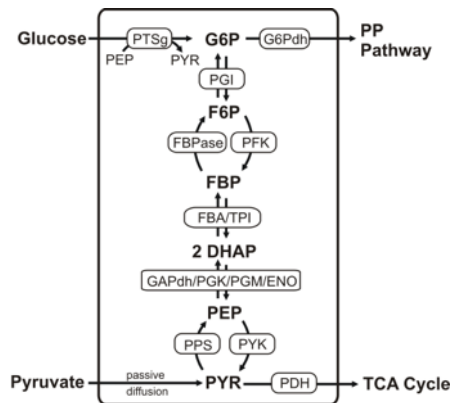 Glucose PTSg G6P G6Pdh PP
Pathway
PEP PYR
PGI
F6P
FBPase PFK
FBP
FBA/TPI
2 DHAP
GAPdh/PGK/PGM/ENO
PEP
PPS PYK
Pyruvate passive PYR PDH TCA Cycle
diffusion